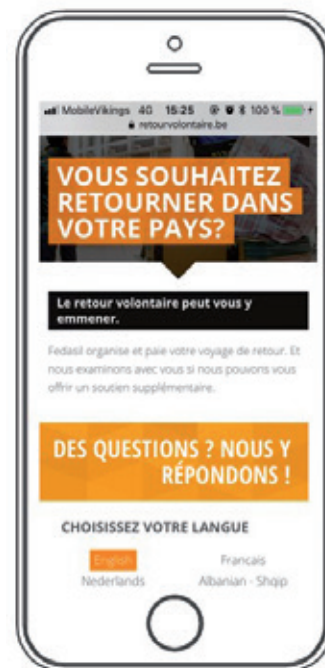 MobileVikings 4G 15:25 100 %
retourvolontaire.be
VOUS SOUHAITEZ
RETOURNER DANS
VOTRE PAYS?
Le retour volontaire peut vous y
emmener.
Fedasil organise et paie votre voyage de retour. Et
nous examinons avec vous si nous pouvons vous
offrir un soutien supplémentaire.
DES QUESTIONS ? NOUS Y
RÉPONDONS !
CHOISISSEZ VOTRE LANGUE
English Francais
Nederlands Albanian - Shqip